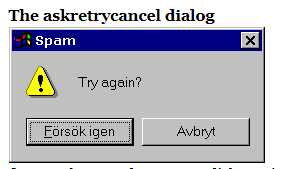 The askretrycancel dialog
Spam
Try again?
Försök igen
Avbryt